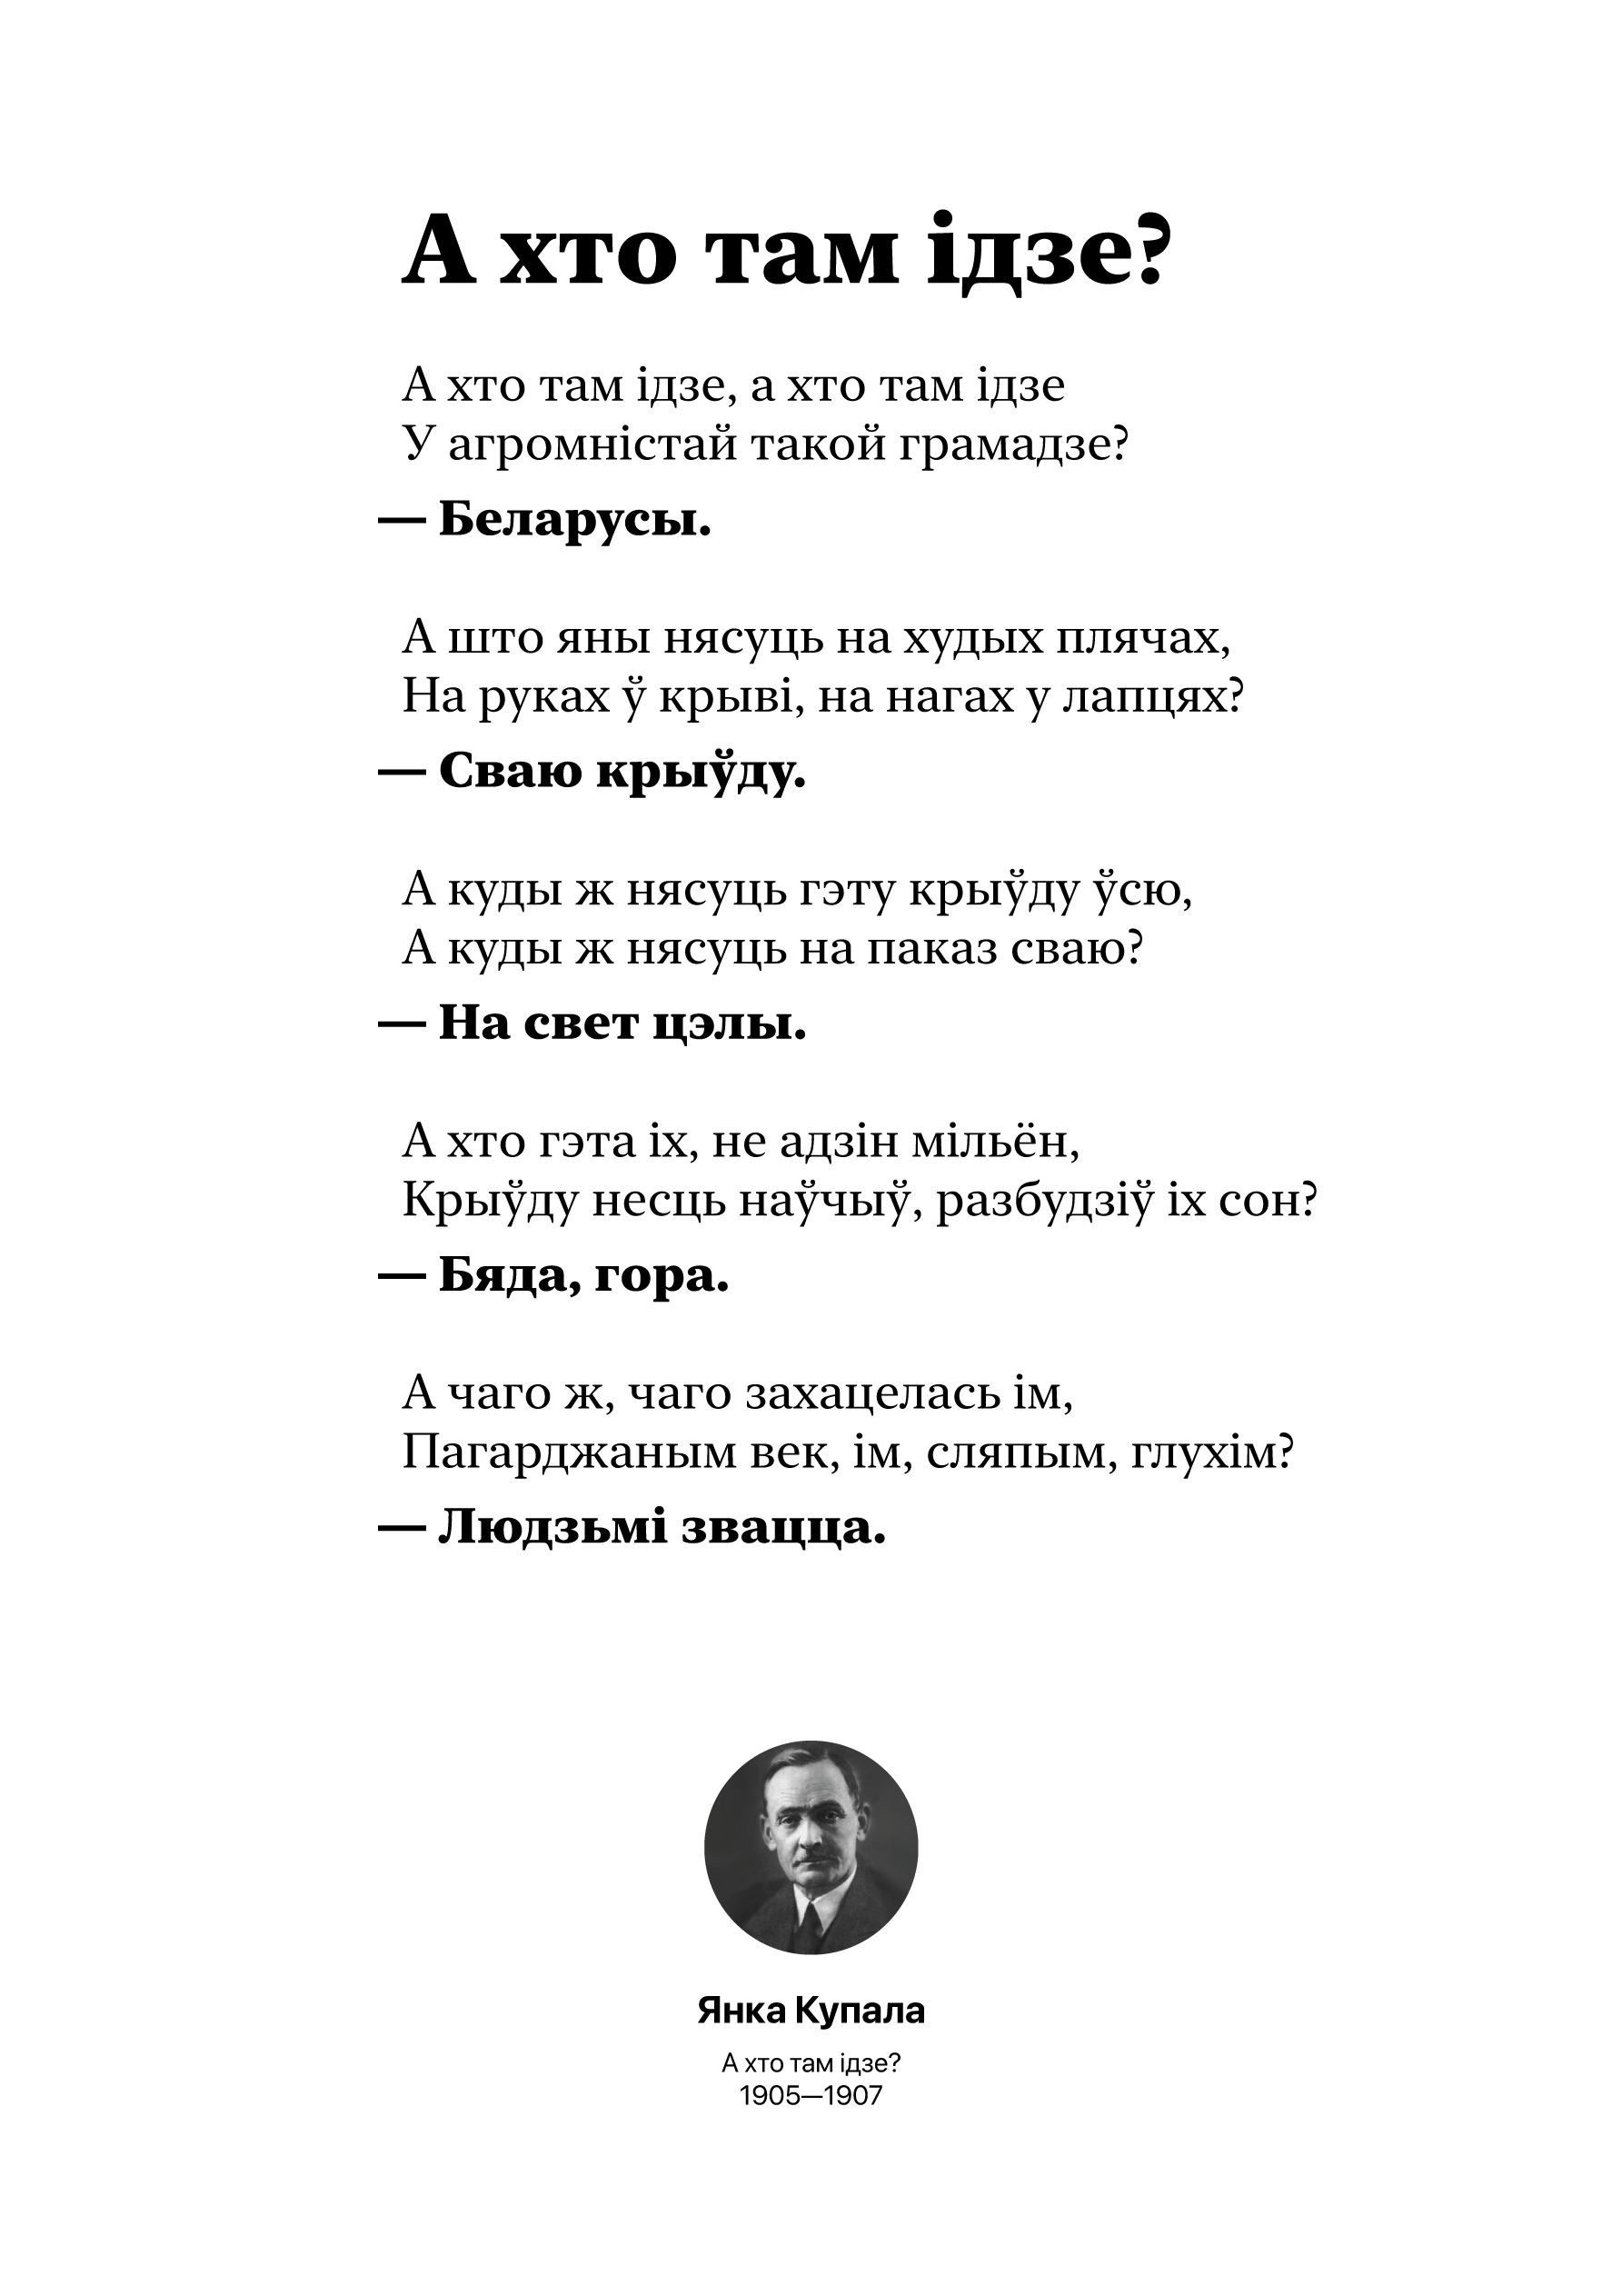 А хто там ідзе?
А хто там ідзе, а хто там ідзе
У агромністай такой грамадзе?
— Беларусы.
А што яны нясуць на худых плячах,
На руках ў крыві, на нагах у лапцях?
— Сваю крыўду.
А куды ж нясуць гэту крыўду ўсю,
А куды ж нясуць на паказ сваю?
— На свет цэлы.
А хто гэта іх, не адзін мільён,
Крыўду несць наўчыў, разбудзіў іх сон?
— Бяда, гора.
А чаго ж, чаго захацелась ім,
Пагарджаным век, ім, сляпым, глухім?
— Людзьмі звацца.
Янка Купала
А хто там ідзе?
1905—1907